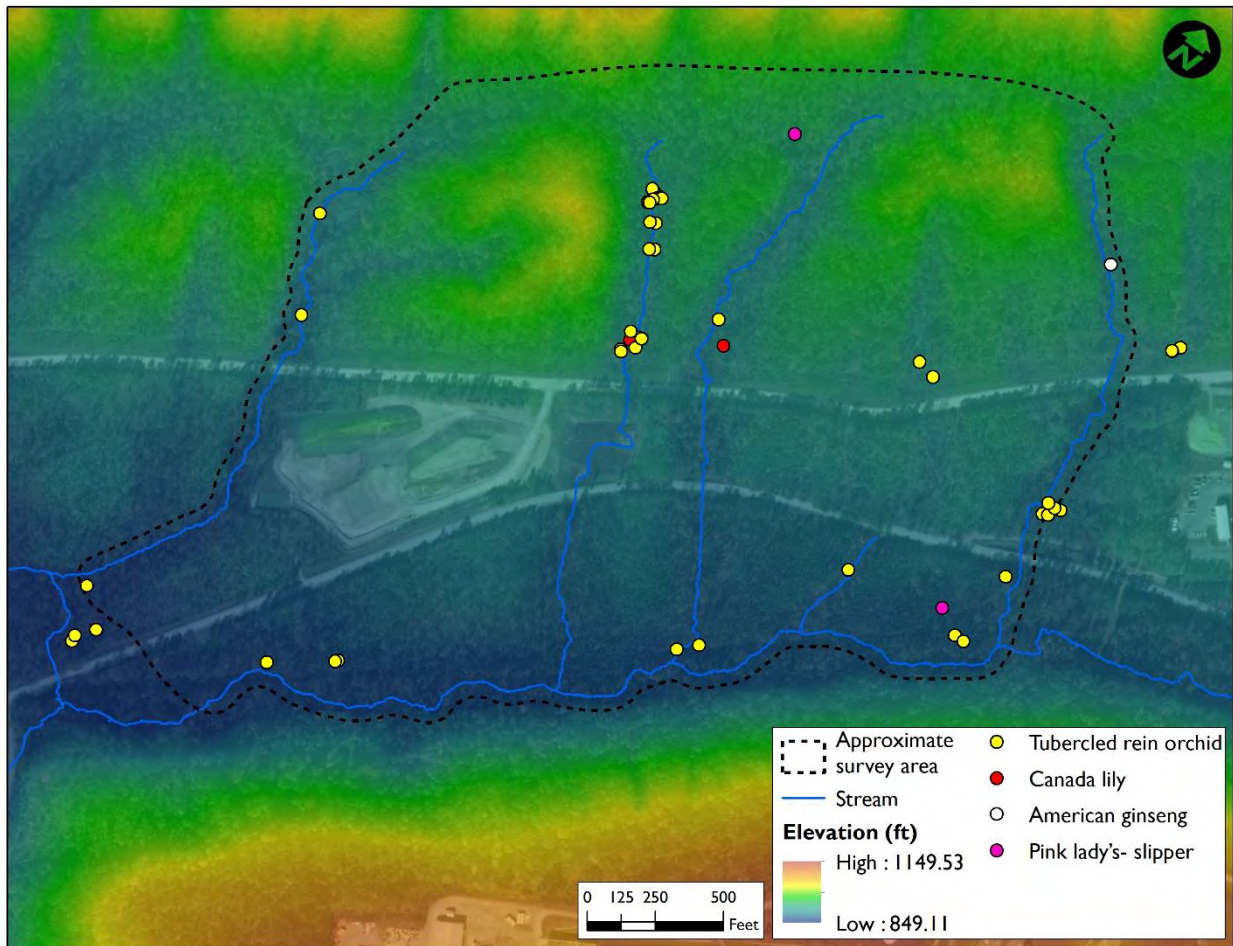 N
Approximate
survey area
Stream
Elevation (ft)
High : 1149.53
Low : 849.11
Tubercled rein orchid
Canada lily
American ginseng
Pink lady's- slipper
0 125 250 500
Feet